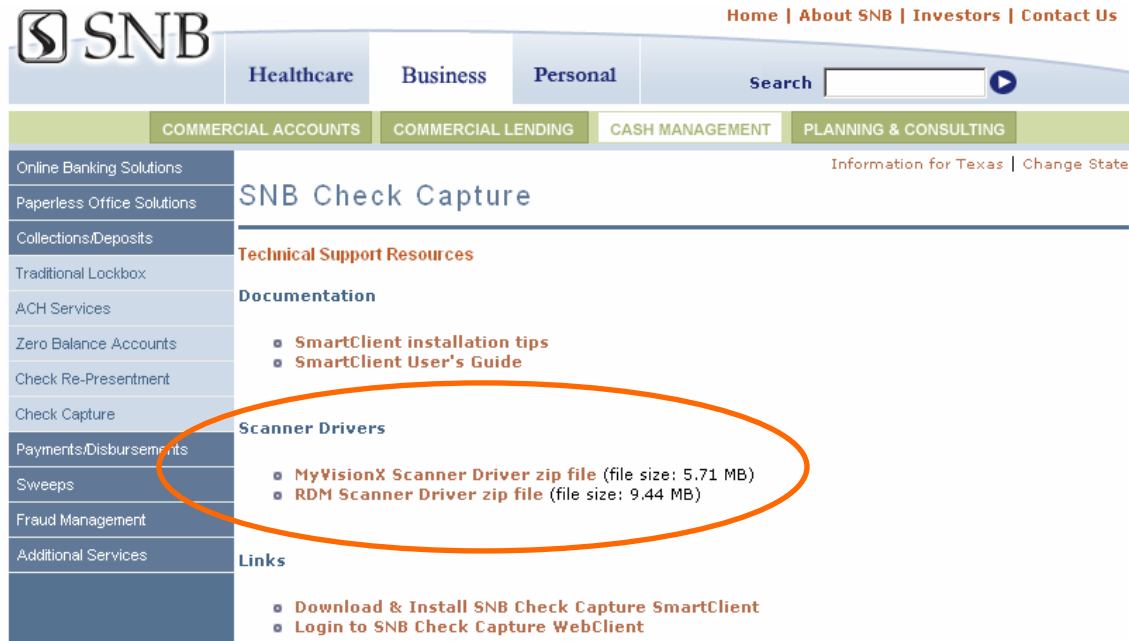 SNB
Home | About SNB | Investors | Contact Us
Healthcare Business Personal Search
COMMERCIAL ACCOUNTS COMMERCIAL LENDING CASH MANAGEMENT PLANNING & CONSULTING
Information for Texas | Change State
Online Banking Solutions
Paperless Office Solutions
Collections/Deposits
Traditional Lockbox
ACH Services
Zero Balance Accounts
Check Re-Presentment
Check Capture
Payments/Disbursements
Sweeps
Fraud Management
Additional Services
SNB Check Capture
Technical Support Resources
Documentation
SmartClient installation tips
SmartClient User's Guide
Scanner Drivers
MyVisionX Scanner Driver zip file (file size: 5.71 MB)
RDM Scanner Driver zip file (file size: 9.44 MB)
Links
Download & Install SNB Check Capture SmartClient
Login to SNB Check Capture WebClient